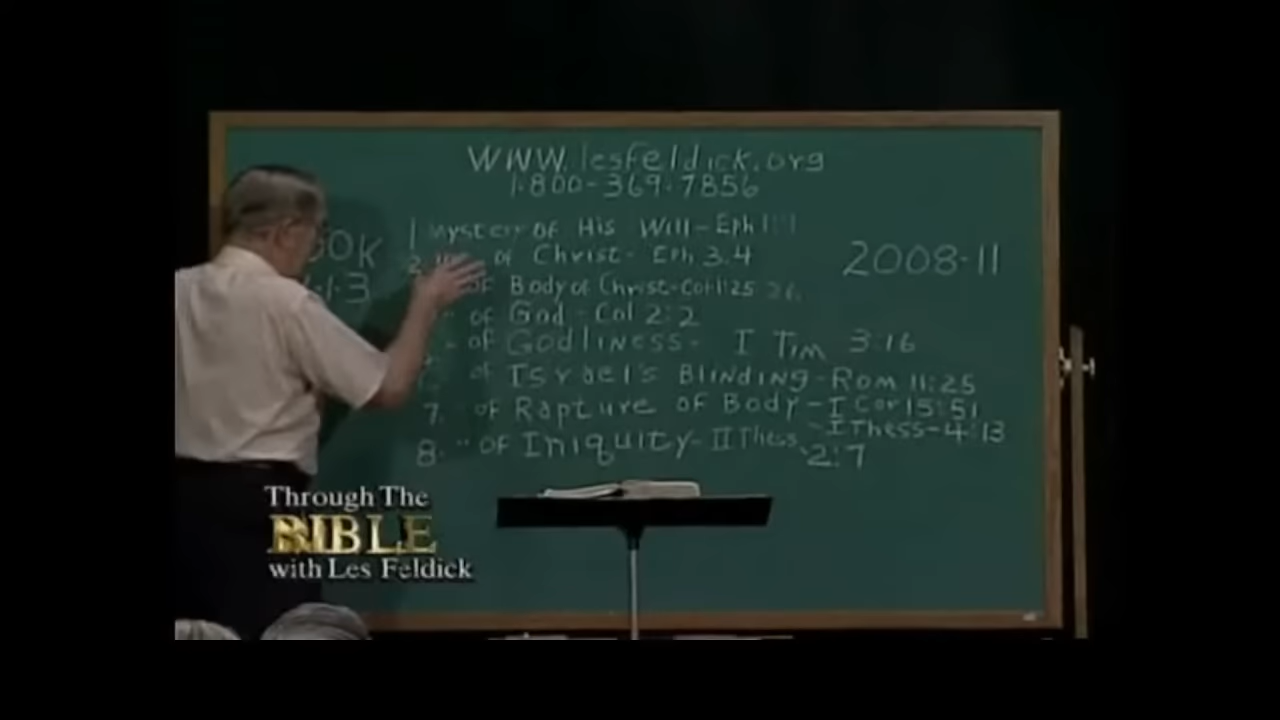 www.lesfeldick.org
1-800-369-7856
1 Mystery of His Will - Eph 1:
2 of Christ - Eph 3:4
of Body of Christ - Col 1:25 26
" of God - Col 2:2
" of Godliness - I Tim 3:16
of Israel's Blinding - Rom 11:25
7. " of Rapture of Body - I Cor 15:51
- I Thess - 4:13
8. " of Iniquity - II Thess
2:7
2008-11
Through The
BIBLE
with Les Feldick